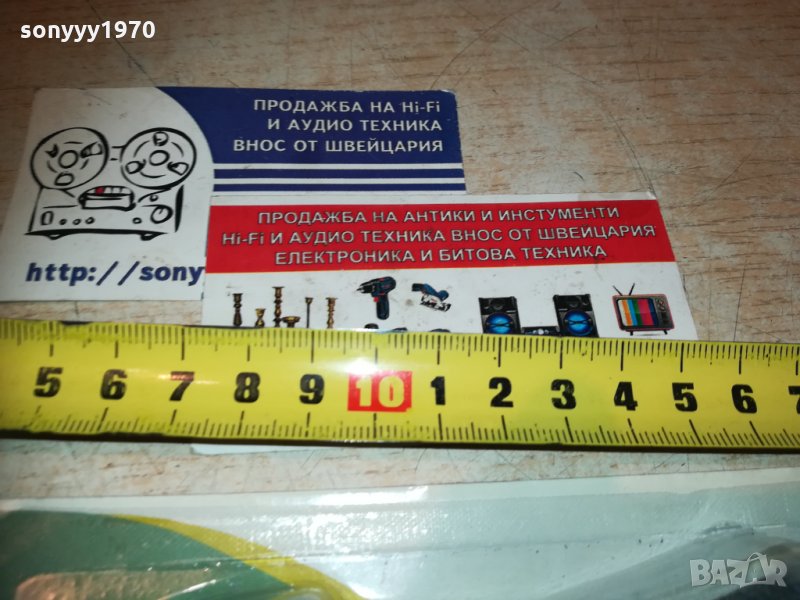 sonyyy1970
ПРОДАЖБА НА Hi-Fi
И АУДИО ТЕХНИКА
ВНОС ОТ ШВЕЙЦАРИЯ
http://sony
ПРОДАЖБА НА АНТИКИ И ИНСТУМЕНТИ
Hi-Fi И АУДИО ТЕХНИКА ВНОС ОТ ШВЕЙЦАРИЯ
ЕЛЕКТРОНИКА И БИТОВА ТЕХНИКА
5 6 7 8 9 10 1 2 3 4 5 6 7
BAZAR